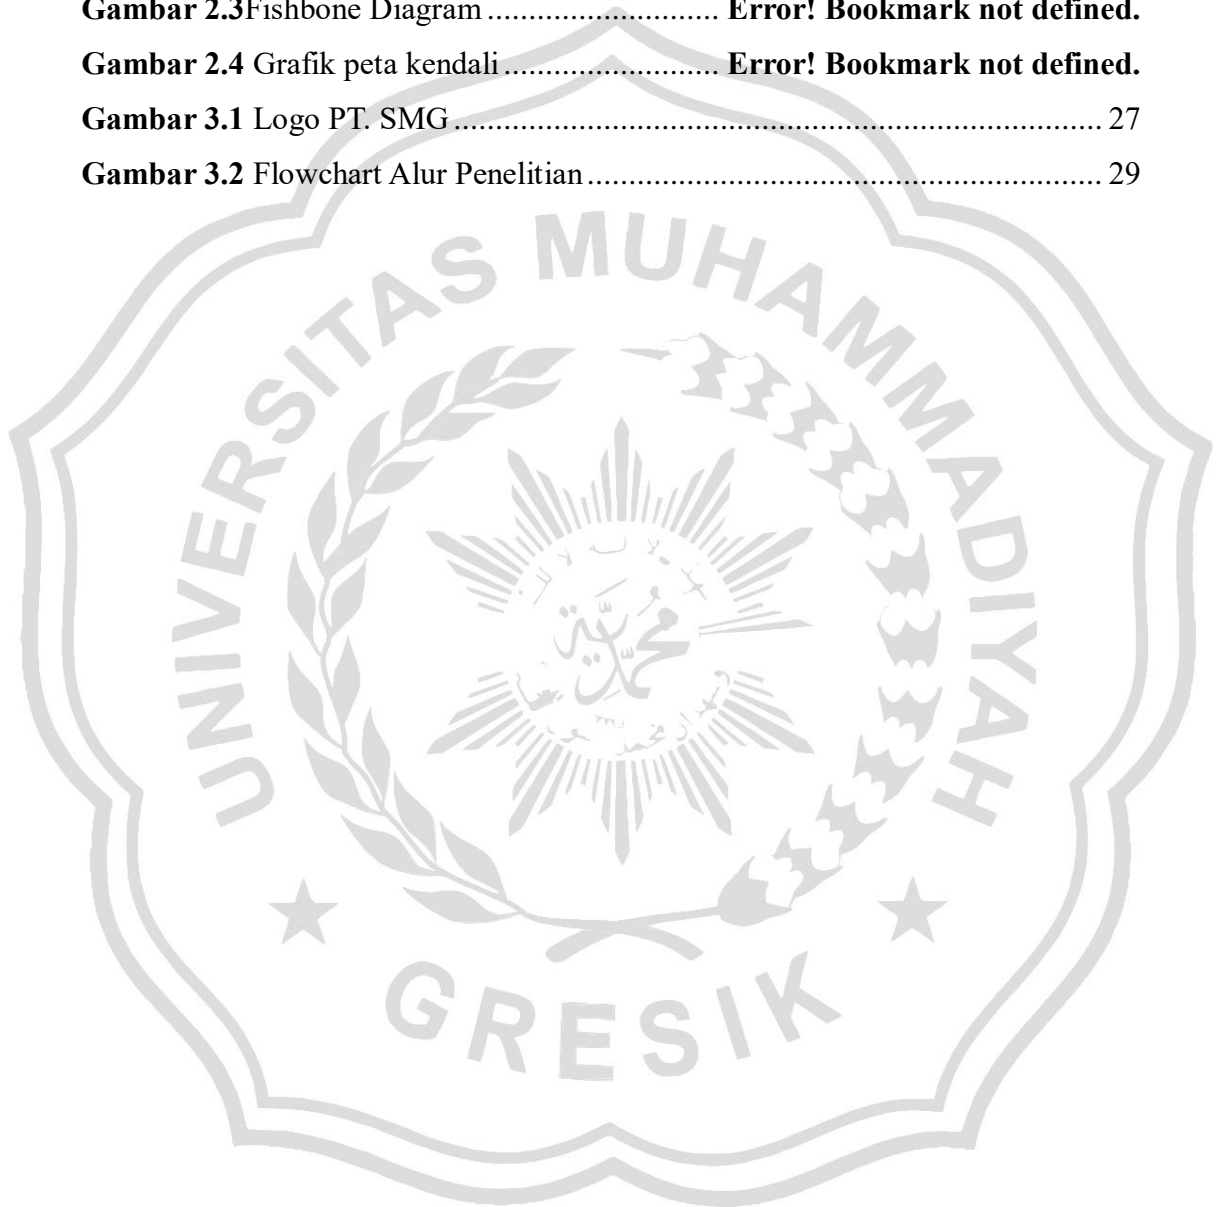 Gambar 2.3Fishbone Diagram ............................ Error! Bookmark not defined.
Gambar 2.4 Grafik peta kendali .......................... Error! Bookmark not defined.
Gambar 3.1 Logo PT. SMG ............................................................................... 27
Gambar 3.2 Flowchart Alur Penelitian ............................................................... 29
UNIVERSITAS MUHAMMADIYAH
محمدية
GRESIK